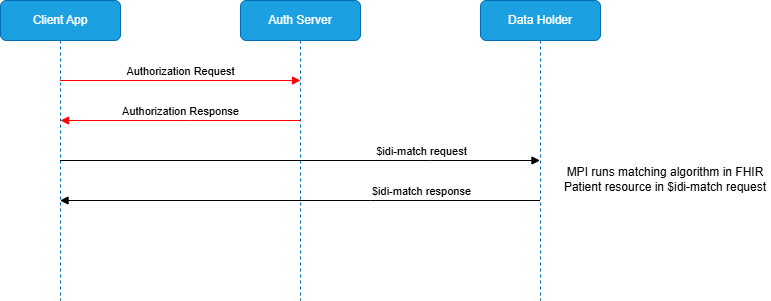 Client App
Auth Server
Data Holder
Authorization Request
Authorization Response
$idi-match request
MPI runs matching algorithm in FHIR
Patient resource in $idi-match request
$idi-match response